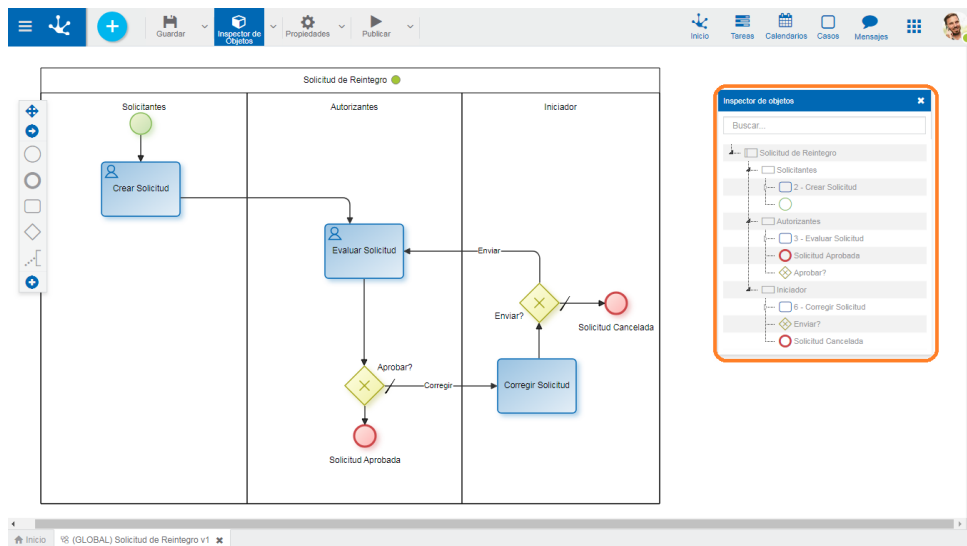 Guardar
Inspector de
Objetos
Propiedades
Publicar
Inicio
Tareas
Calendarios
Casos
Mensajes
Solicitud de Reintegro
Solicitantes
Autorizantes
Iniciador
Crear Solicitud
Evaluar Solicitud
Enviar
Enviar?
Solicitud Cancelada
Aprobar?
Corregir
Corregir Solicitud
Solicitud Aprobada
Inspector de objetos
Buscar...
Solicitud de Reintegro
Solicitantes
2 - Crear Solicitud
Autorizantes
3 - Evaluar Solicitud
Solicitud Aprobada
Aprobar?
Iniciador
6 - Corregir Solicitud
Enviar?
Solicitud Cancelada
Inicio
(GLOBAL) Solicitud de Reintegro v1